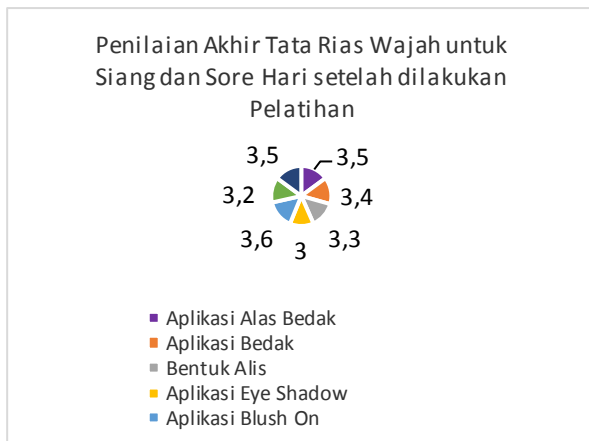 Penilaian Akhir Tata Rias Wajah untuk
Siang dan Sore Hari setelah dilakukan
Pelatihan
3,5 3,5
3,2 3,4
3,6 3 3,3
Aplikasi Alas Bedak
Aplikasi Bedak
Bentuk Alis
Aplikasi Eye Shadow
Aplikasi Blush On